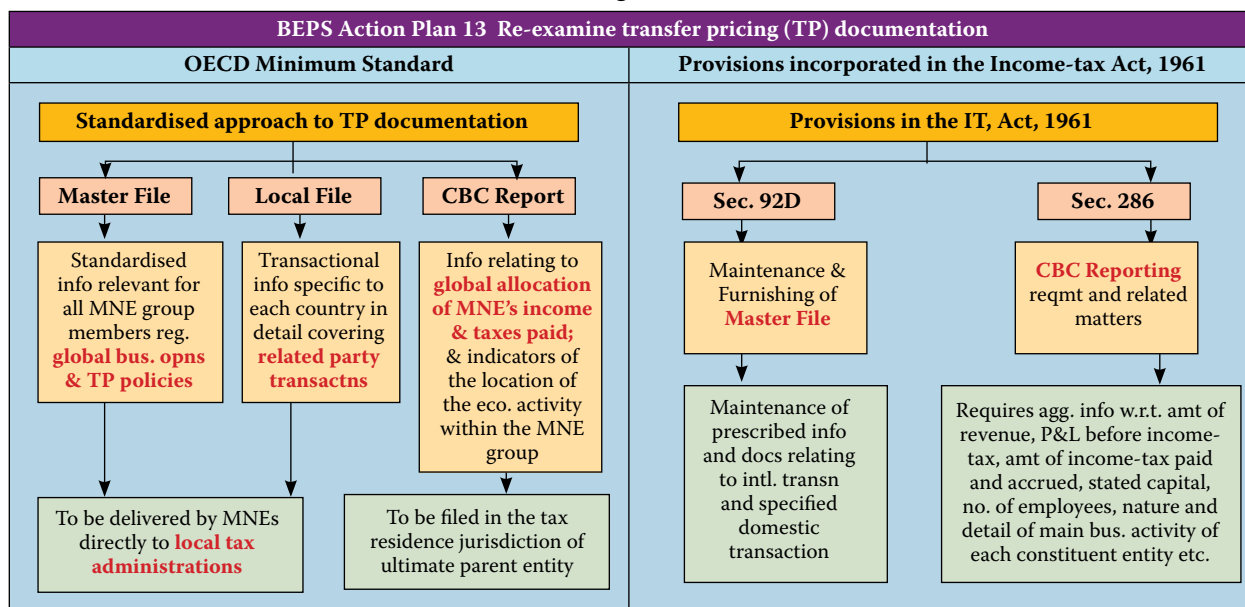 BEPS Action Plan 13  Re-examine transfer pricing (TP) documentation
OECD Minimum Standard
Provisions incorporated in the Income-tax Act, 1961
Standardised approach to TP documentation
Master File
Local File
CBC Report
Standardised
info relevant for
all MNE group
members reg.
global bus. opns
& TP policies
Transactional
info specific to
each country in
detail covering
related party
transactns
Info relating to
global allocation
of MNE's income
& taxes paid;
& indicators of
the location of
the eco. activity
within the MNE
group
To be delivered by MNEs
directly to local tax
administrations
To be filed in the tax
residence jurisdiction of
ultimate parent entity
Provisions in the IT, Act, 1961
Sec. 92D
Sec. 286
Maintenance &
Furnishing of
Master File
CBC Reporting
reqmt and related
matters
Maintenance of
prescribed info
and docs relating
to intl. transn
and specified
domestic
transaction
Requires agg. info w.r.t. amt of
revenue, P&L before income-
tax, amt of income-tax paid
and accrued, stated capital,
no. of employees, nature and
detail of main bus. activity of
each constituent entity etc.